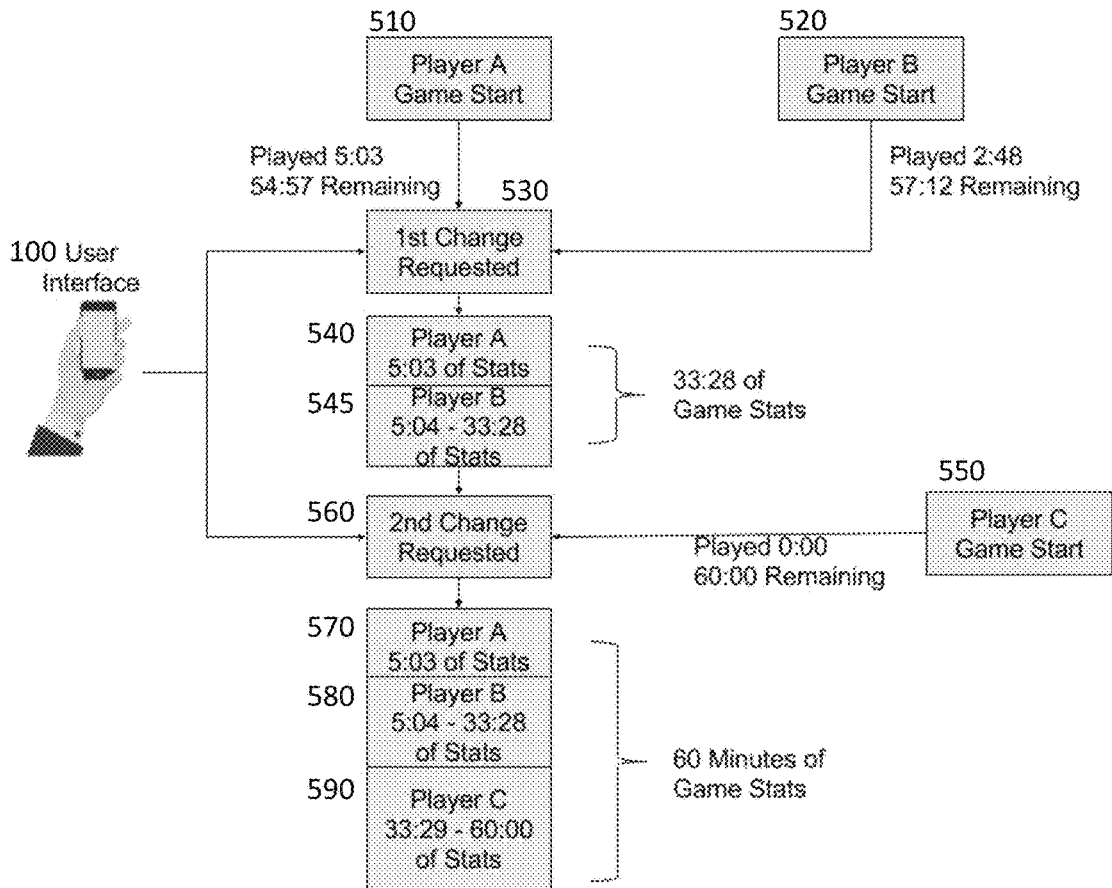 510
Player A
Game Start
520
Player B
Game Start
Played 5:03
54:57 Remaining
Played 2:48
57:12 Remaining
530
1st Change
Requested
100 User
Interface
540
Player A
5:03 of Stats
545
Player B
5:04 - 33:28
of Stats
33:28 of
Game Stats
550
Player C
Game Start
560
2nd Change
Requested
Played 0:00
60:00 Remaining
570
Player A
5:03 of Stats
580
Player B
5:04 - 33:28
of Stats
590
Player C
33:29 - 60:00
of Stats
60 Minutes of
Game Stats